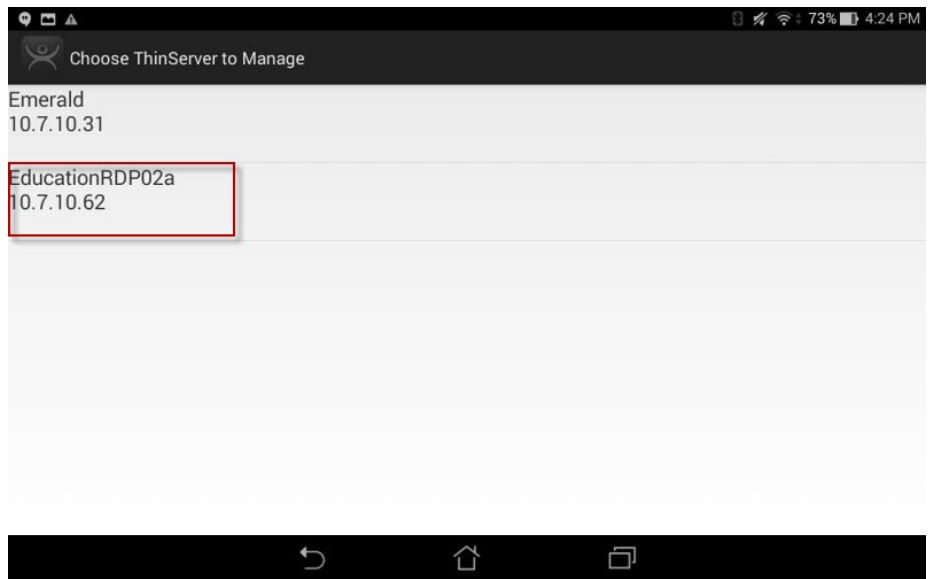 73% 4:24 PM
Choose ThinServer to Manage
Emerald
10.7.10.31
EducationRDP02a
10.7.10.62